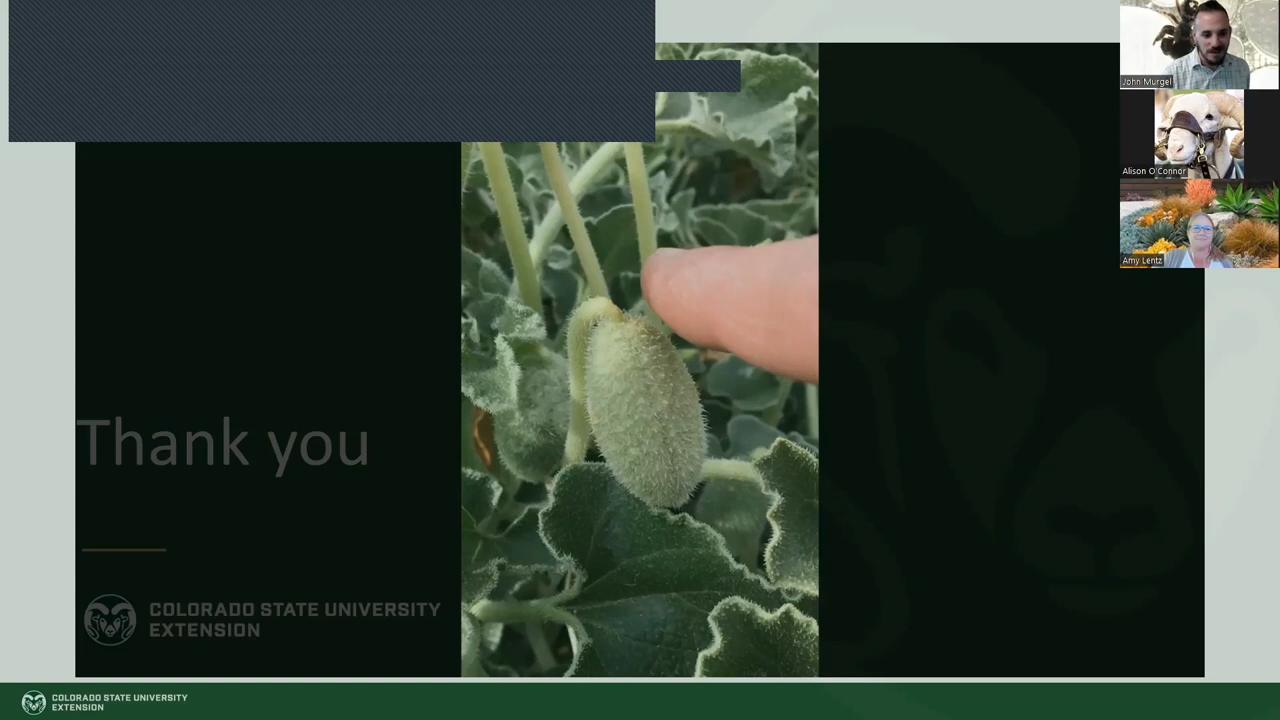 John Murgel
Alison O'Connor
Amy Lentz
Thank you
COLORADO STATE UNIVERSITY
EXTENSION
COLORADO STATE UNIVERSITY
EXTENSION